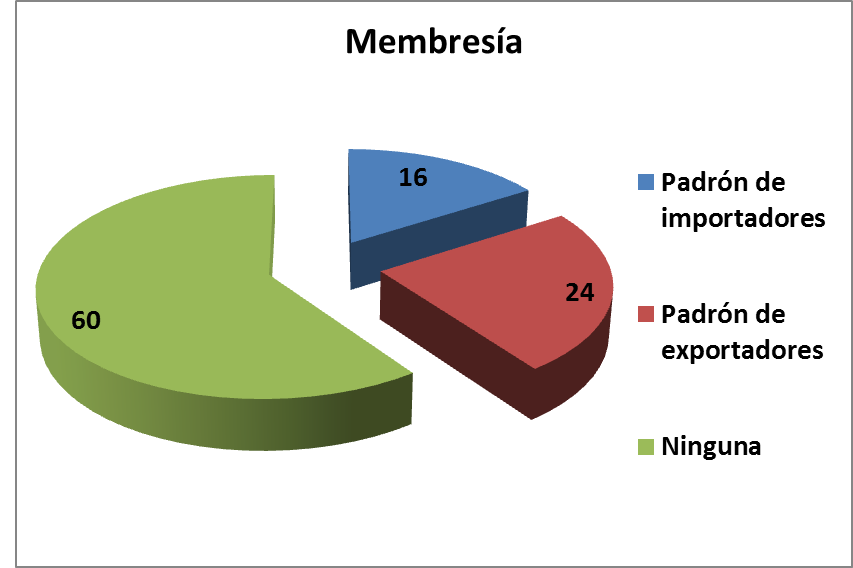 Membresía
16
24
60
Padrón de
importadores
Padrón de
exportadores
Ninguna